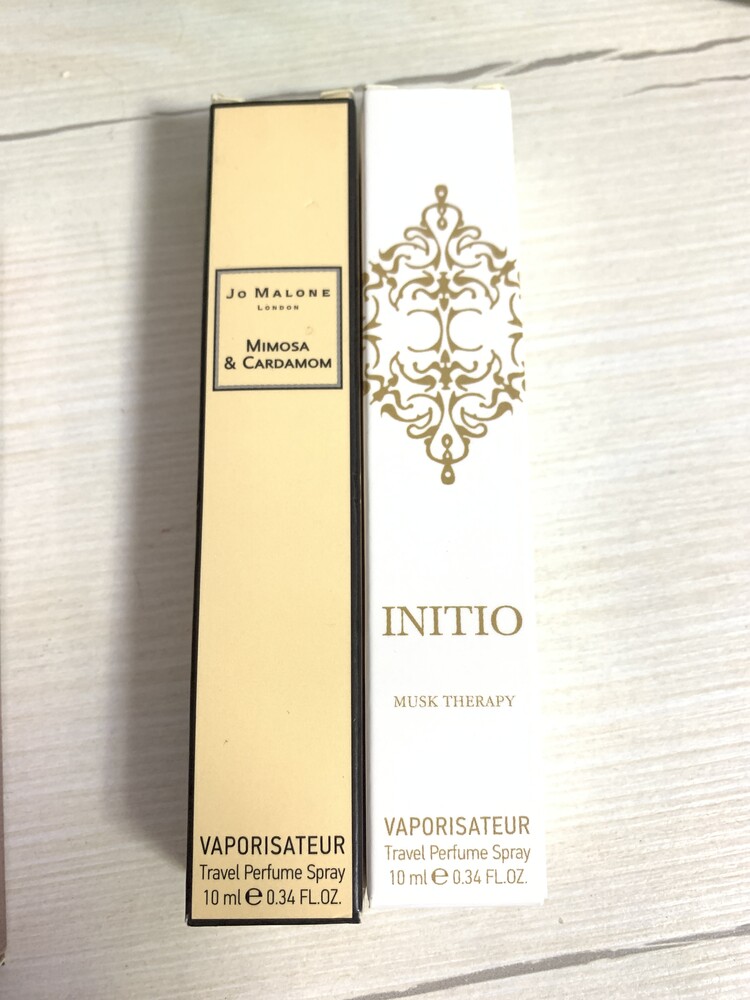 JO MALONE
LONDON
MIMOSA
& CARDAMOM
VAPORISATEUR
Travel Perfume Spray
10 ml e 0.34 FL.OZ.
INITIO
MUSK THERAPY
VAPORISATEUR
Travel Perfume Spray
10 ml e 0.34 FL.OZ.